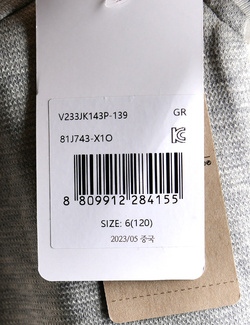 V233JK143P-139 GR
81J743-X1O
8 809912 284155
SIZE: 6(120)
2023/05 중국